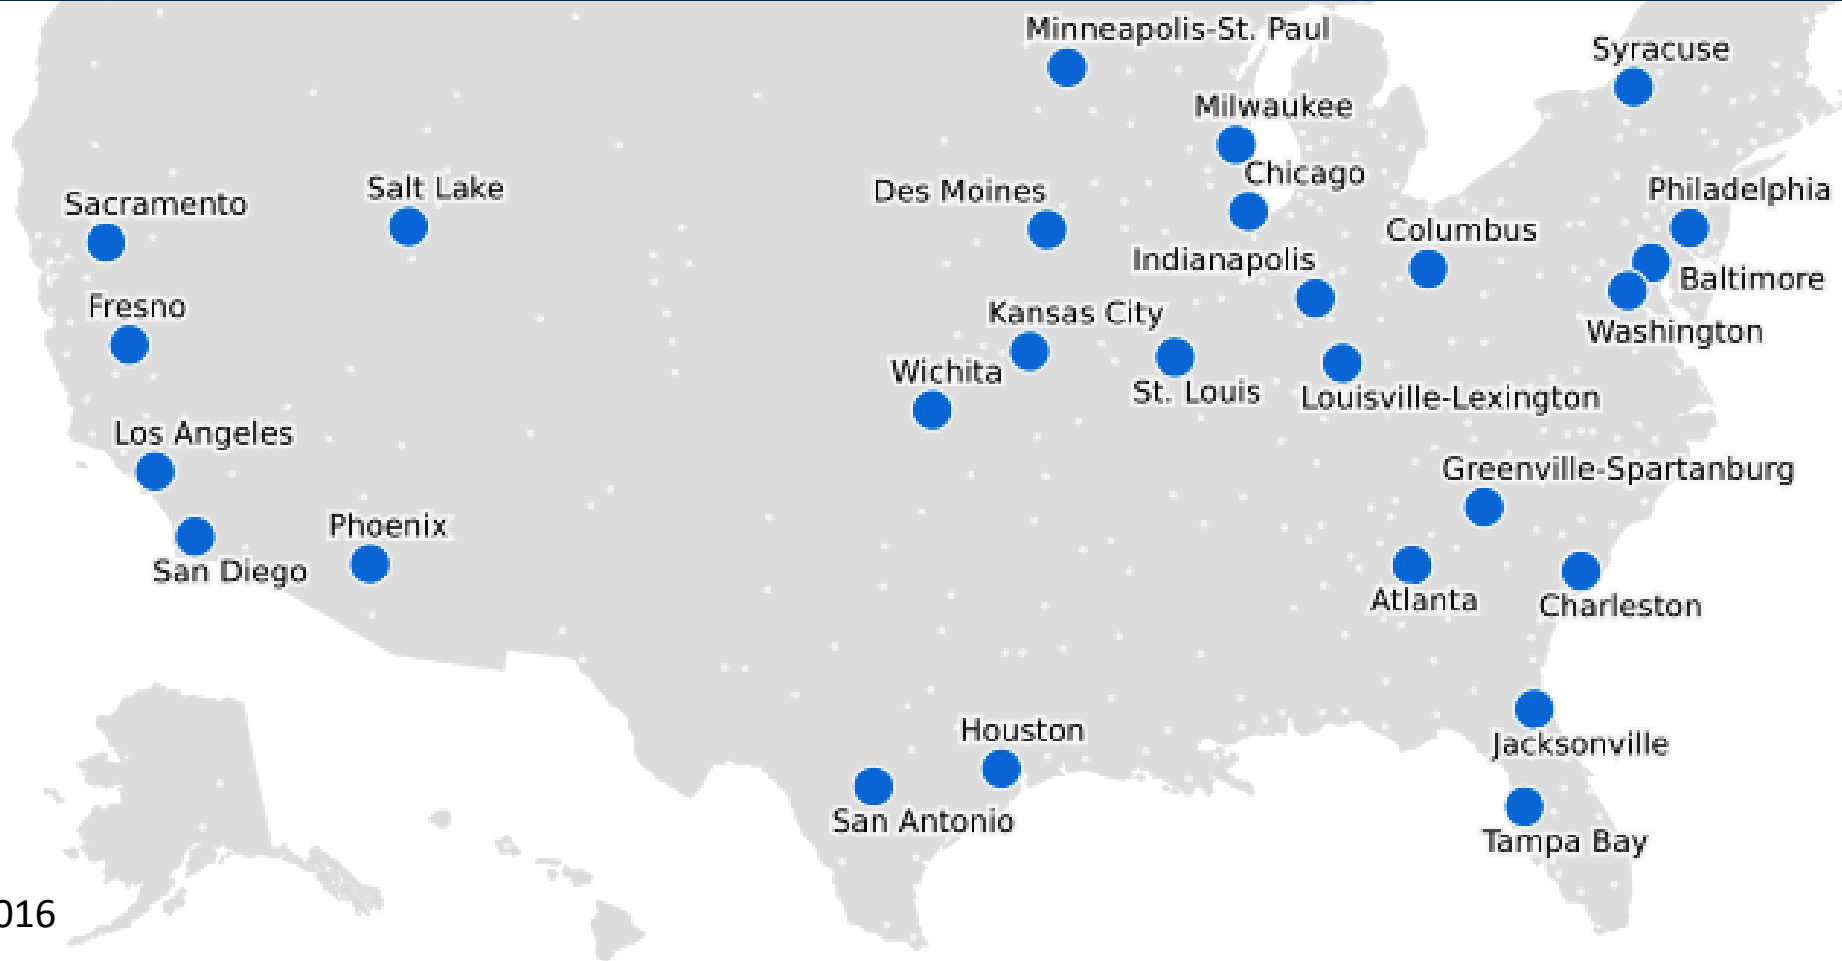 Minneapolis-St. Paul
Syracuse
Milwaukee
Chicago
Salt Lake
Des Moines
Philadelphia
Sacramento
Columbus
Indianapolis
Baltimore
Fresno
Kansas City
Washington
Wichita
St. Louis
Louisville-Lexington
Los Angeles
Greenville-Spartanburg
Phoenix
San Diego
Atlanta
Charleston
Houston
Jacksonville
San Antonio
Tampa Bay
016